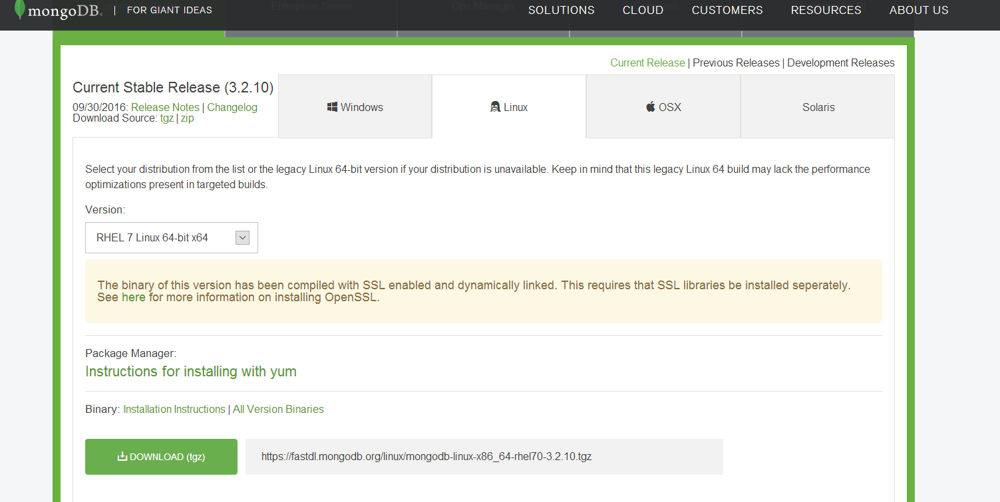 mongoDB. | FOR GIANT IDEAS
Enterprise Server
Ops Manager
SOLUTIONS CLOUD CUSTOMERS RESOURCES ABOUT US
Current Release | Previous Releases | Development Releases
Current Stable Release (3.2.10)
09/30/2016: Release Notes | Changelog
Download Source: tgz | zip
Windows
Linux
OSX
Solaris
Select your distribution from the list or the legacy Linux 64-bit version if your distribution is unavailable. Keep in mind that this legacy Linux 64 build may lack the performance
optimizations present in targeted builds.
Version:
RHEL 7 Linux 64-bit x64
The binary of this version has been compiled with SSL enabled and dynamically linked. This requires that SSL libraries be installed seperately.
See here for more information on installing OpenSSL.
Package Manager:
Instructions for installing with yum
Binary: Installation Instructions | All Version Binaries
DOWNLOAD (tgz)
https://fastdl.mongodb.org/linux/mongodb-linux-x86_64-rhel70-3.2.10.tgz